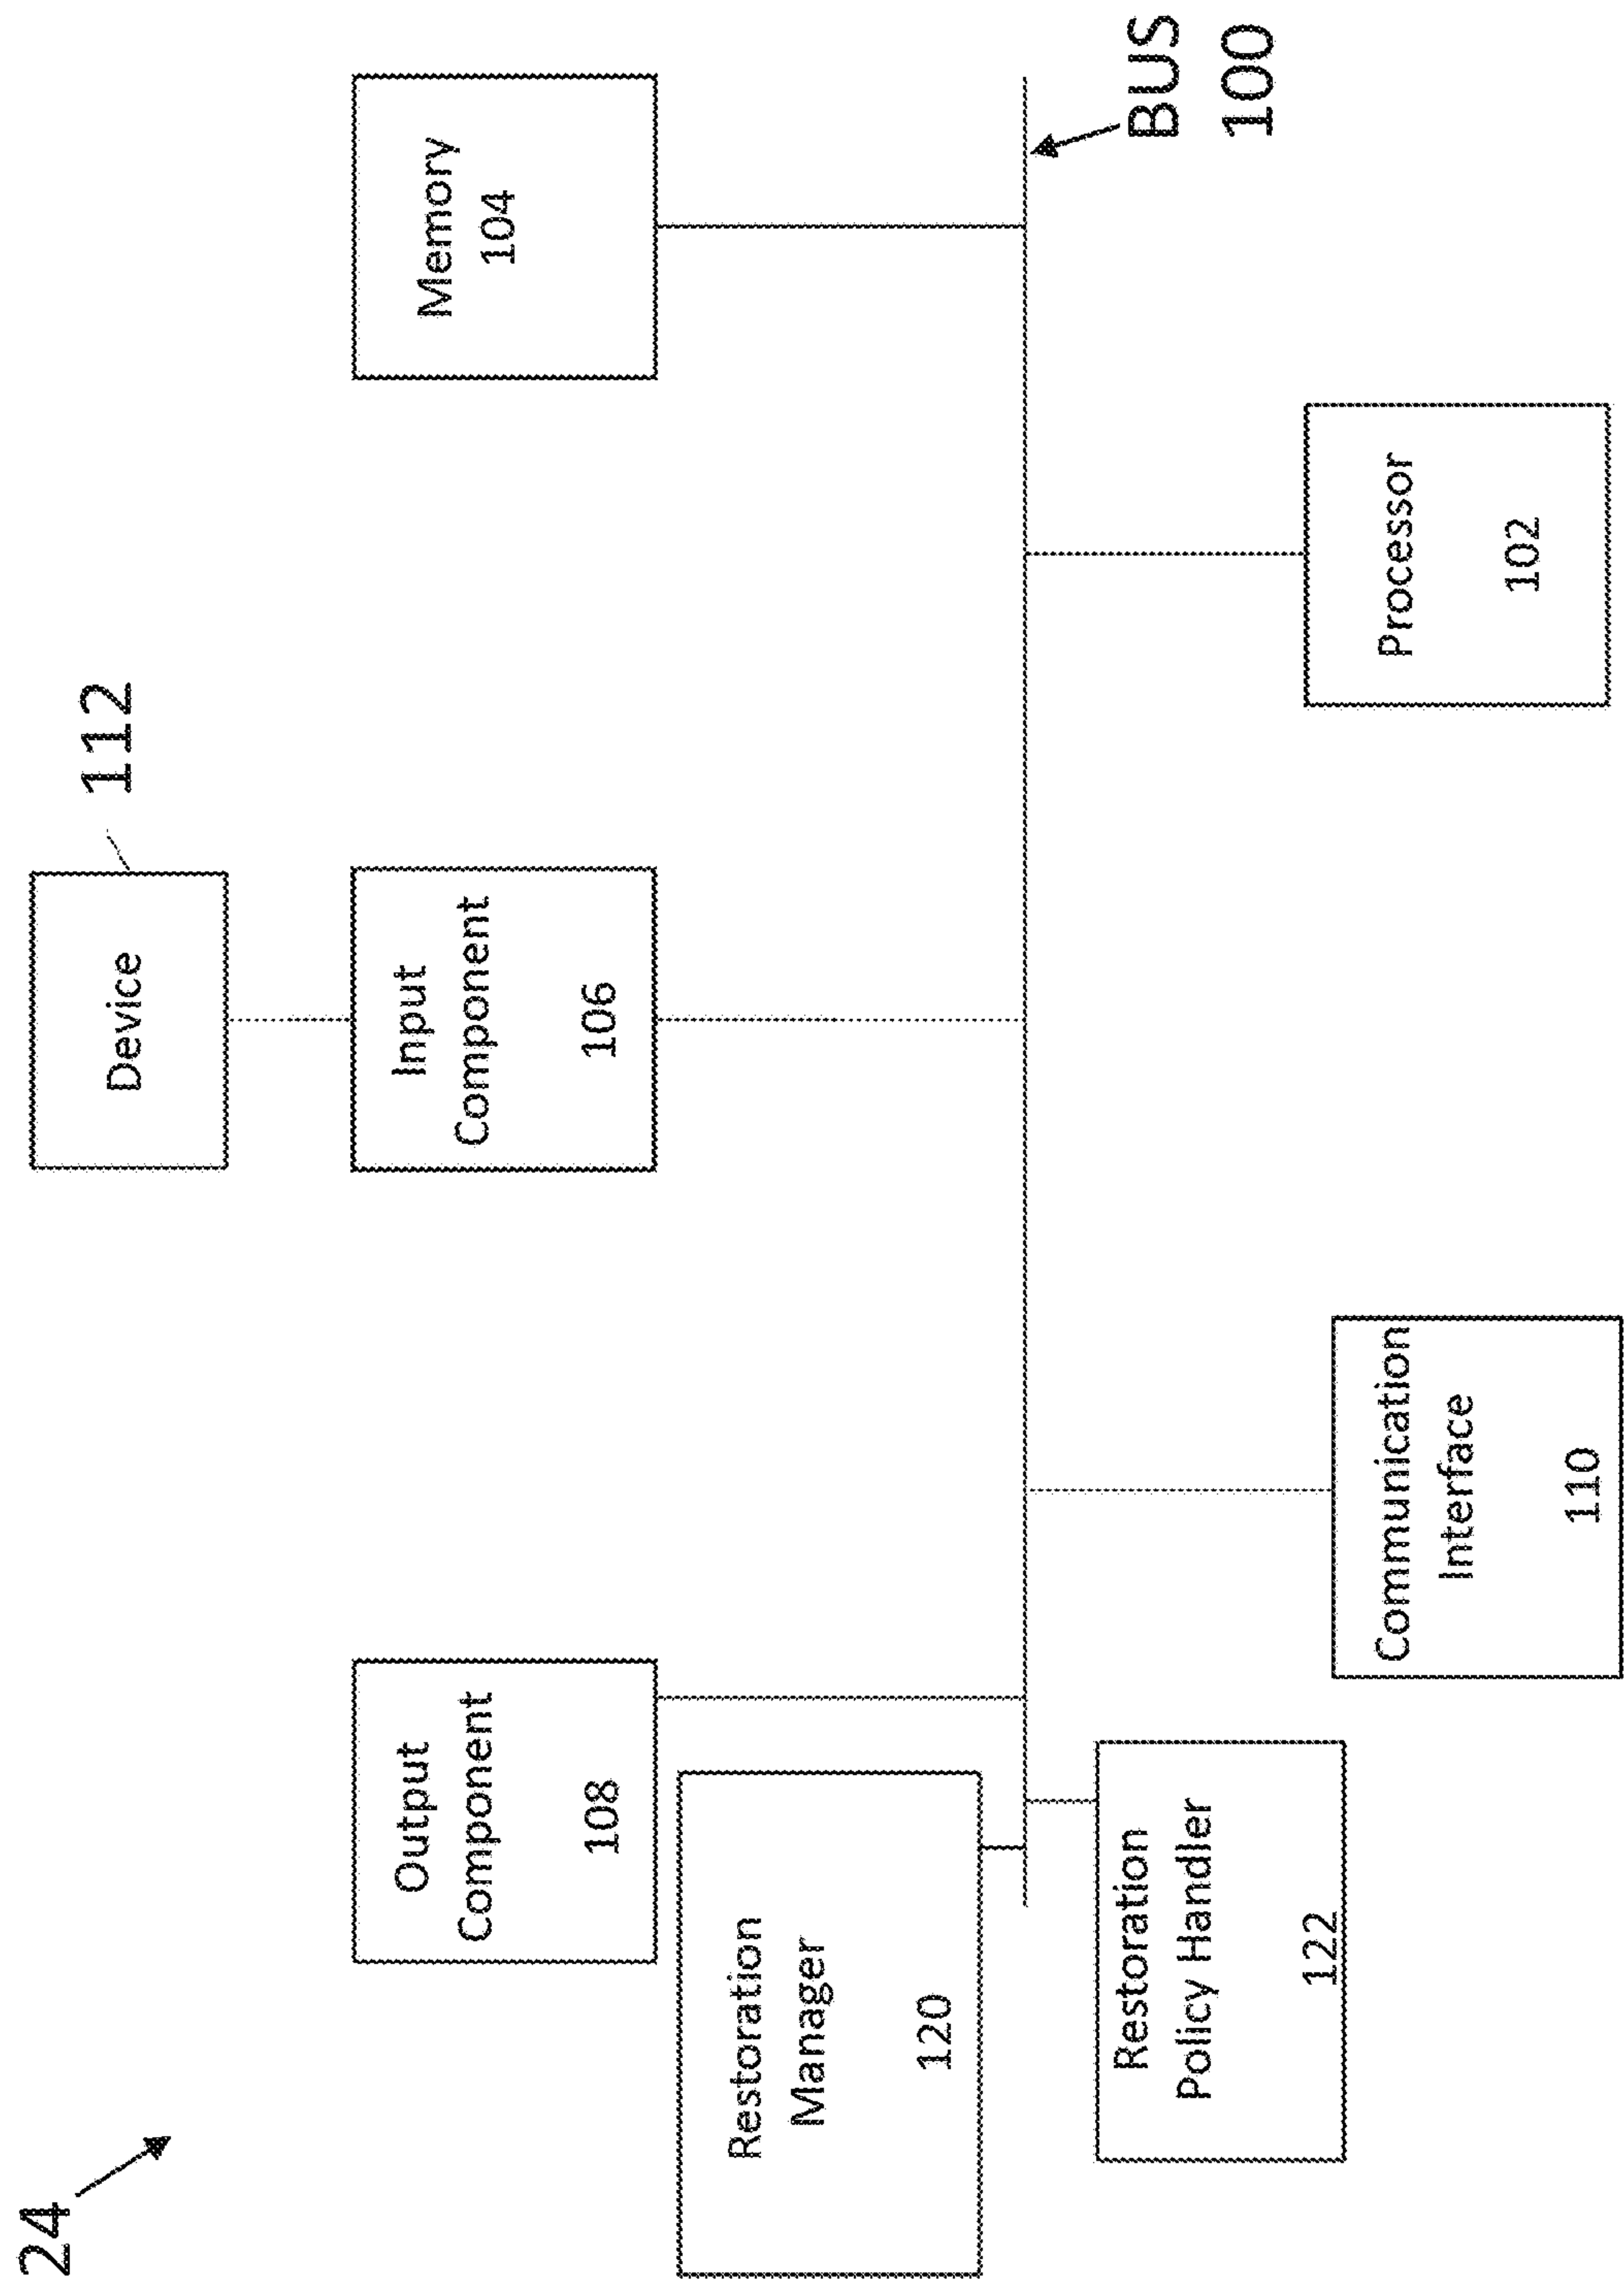 24
Device
112
Output
Component
108
Input
Component
106
Memory
104
Restoration
Manager
120
BUS
100
Restoration
Policy Handler
122
Communication
Interface
110
Processor
102